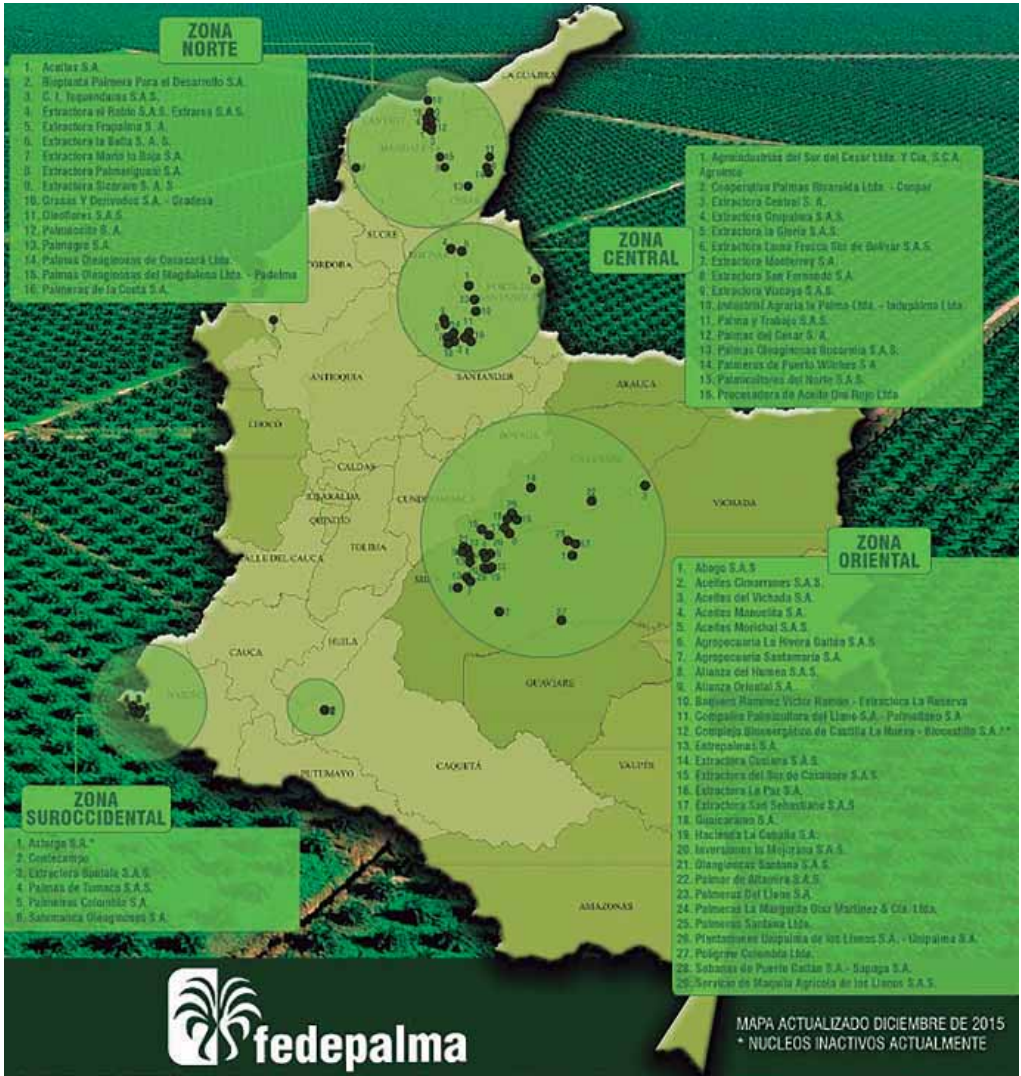 ZONA
NORTE
1. Aceites S.A.
2. Bioplanta Palmera Para el Desarrollo S.A.
3. C. I. Tequendama S.A.S.
4. Extractora el Roble S.A.S. Extraroa S.A.S.
5. Extractora Frupalma S. A.
6. Extractora la Bella S. A. S.
7. Extractora María la Baja S.A.
8. Extractora Palmariguaní S.A.
9. Extractora Sicarare S. A. S
10. Grasas Y Derivados S.A. - Gradesa
11. Oleoflores S.A.S.
12. Palmaceite S. A.
13. Palmagro S.A.
14. Palmas Oleaginosas de Casacará Ltda.
15. Palmas Oleaginosas del Magdalena Ltda. - Padelma
16. Palmeras de la Costa S.A.
LA GUAJIRA
MAGDALENA
SUCRE
CÓRDOBA
ZONA
CENTRAL
1. Agroindustrias del Sur del Cesar Ltda. Y Cía. S.C.A.
Agroince
2. Cooperativa Palmas Risaralda Ltda. - Coopar
3. Extractora Central S. A.
4. Extractora Grupalma S.A.S.
5. Extractora la Gloria S.A.S.
6. Extractora Loma Fresca Sur de Bolívar S.A.S.
7. Extractora Monterrey S.A.
8. Extractora San Fernando S.A.
9. Extractora Vizcaya S.A.S.
10. Industrial Agraria la Palma Ltda. - Indupalma Ltda.
11. Palma y Trabajo S.A.S.
12. Palmas del Cesar S. A.
13. Palmas Oleaginosas Bucarelia S.A.S.
14. Palmeras de Puerto Wilches S.A.
15. Palmicultores del Norte S.A.S.
16. Procesadora de Aceite Oro Rojo Ltda
ANTIOQUIA
SANTANDER
ARAUCA
CHOCÓ
CALDAS
RISARALDA
QUINDÍO
CUNDINAMARCA
TOLIMA
VALLE DEL CAUCA
VICHADA
ZONA
ORIENTAL
1. Abago S.A.S
2. Aceites Cimarrones S.A.S.
3. Aceites del Vichada S.A.
4. Aceites Manuelita S.A.
5. Aceites Morichal S.A.S.
6. Agropecuaria La Rivera Gaitán S.A.S.
7. Agropecuaria Santamaría S.A.
8. Alianza del Humea S.A.S.
9. Alianza Oriental S.A.
10. Baquero Ramírez Víctor Ramón - Extractora La Reserva
11. Compañía Palmicultora del Llano S.A. - Palmallano S.A
12. Complejo Bioenergético de Castilla La Nueva - Biocastilla S.A.*
13. Entrepalmas S.A.
14. Extractora Cusiana S.A.S.
15. Extractora del Sur de Casanare S.A.S.
16. Extractora La Paz S.A.
17. Extractora San Sebastiano S.A.S
18. Guaicaramo S.A.
19. Hacienda La Cabaña S.A.
20. Inversiones la Mejorana S.A.S.
21. Oleaginosas Santana S.A.S.
22. Palmar de Altamira S.A.S.
23. Palmeras Del Llano S.A.
24. Palmeras La Margarita Díaz Martínez & Cía. Ltda.
25. Palmeras Santana Ltda.
26. Plantaciones Unipalma de los Llanos S.A. - Unipalma S.A.
27. Poligrow Colombia Ltda.
28. Sabanas de Puerto Gaitán S.A - Sapaga S.A.
29. Servicio de Maquila Agrícola de los Llanos S.A.S.
HUILA
CAUCA
GUAVIARE
CAQUETÁ
PUTUMAYO
VAUPÉS
AMAZONAS
ZONA
SUROCCIDENTAL
1. Astorga S.A.*
2. Contecampo
3. Extractora Santafe S.A.S.
4. Palmas de Tumaco S.A.S.
5. Palmeiras Colombia S.A.
6. Salamanca Oleaginosas S.A.
fedepalma
MAPA ACTUALIZADO DICIEMBRE DE 2015
* NUCLEOS INACTIVOS ACTUALMENTE